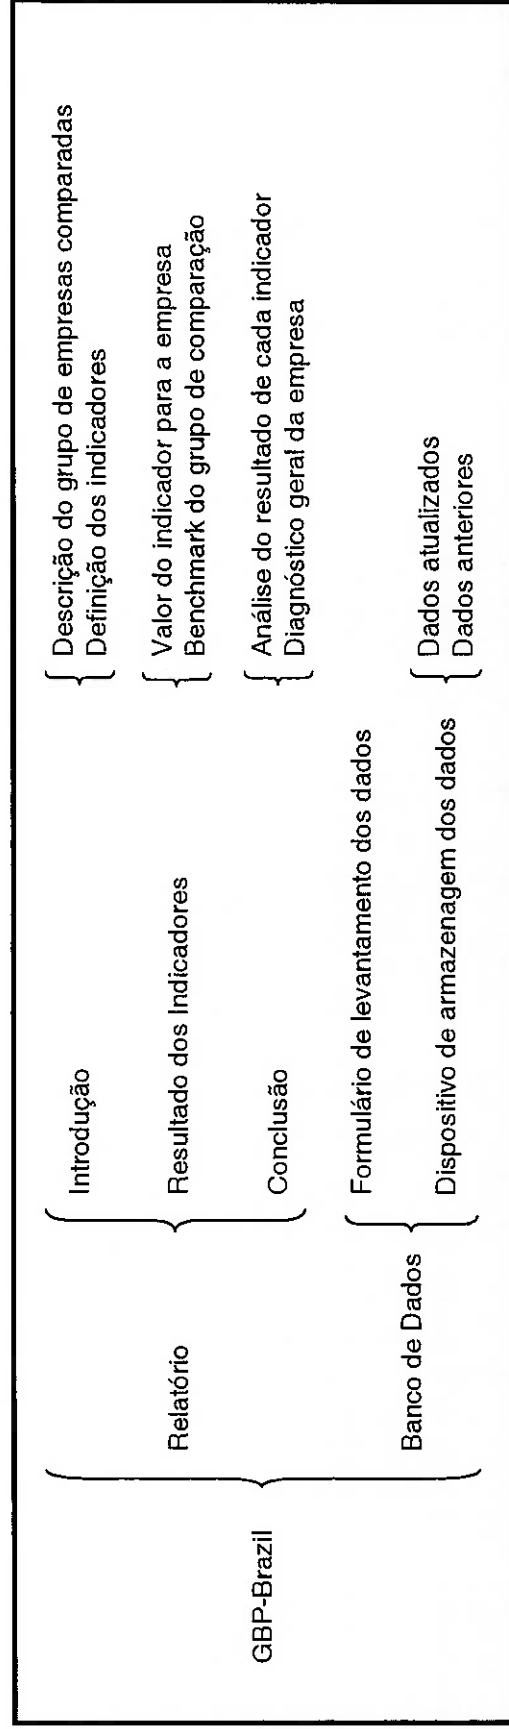 GBP-Brazil
Relatório
Introdução
Descrição do grupo de empresas comparadas
Definição dos indicadores
Resultado dos Indicadores
Valor do indicador para a empresa
Benchmark do grupo de comparação
Conclusão
Análise do resultado de cada indicador
Diagnóstico geral da empresa
Banco de Dados
Formulário de levantamento dos dados
Dispositivo de armazenagem dos dados
Dados atualizados
Dados anteriores